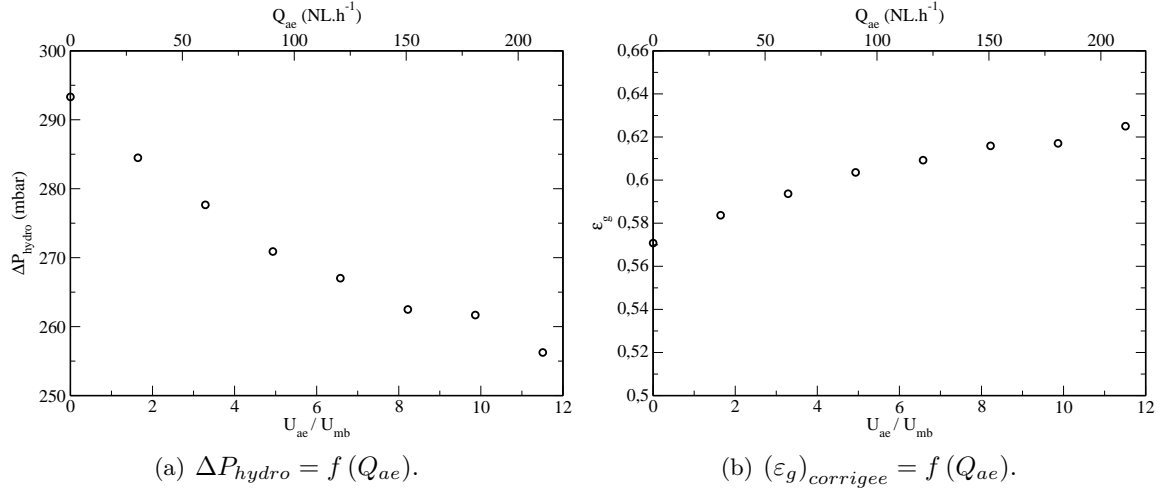 Q_ae (NL.h⁻¹)
0 50 100 150 200
300
290
280
270
260
250
ΔP_hydro (mbar)
0 2 4 6 8 10 12
U_ae / U_mb
(a) ΔP_hydro = f (Q_ae).
Q_ae (NL.h⁻¹)
0 50 100 150 200
0,66
0,64
0,62
0,6
0,58
0,56
0,54
0,52
0,5
ε_g
0 2 4 6 8 10 12
U_ae / U_mb
(b) (ε_g)_corrigee = f (Q_ae).